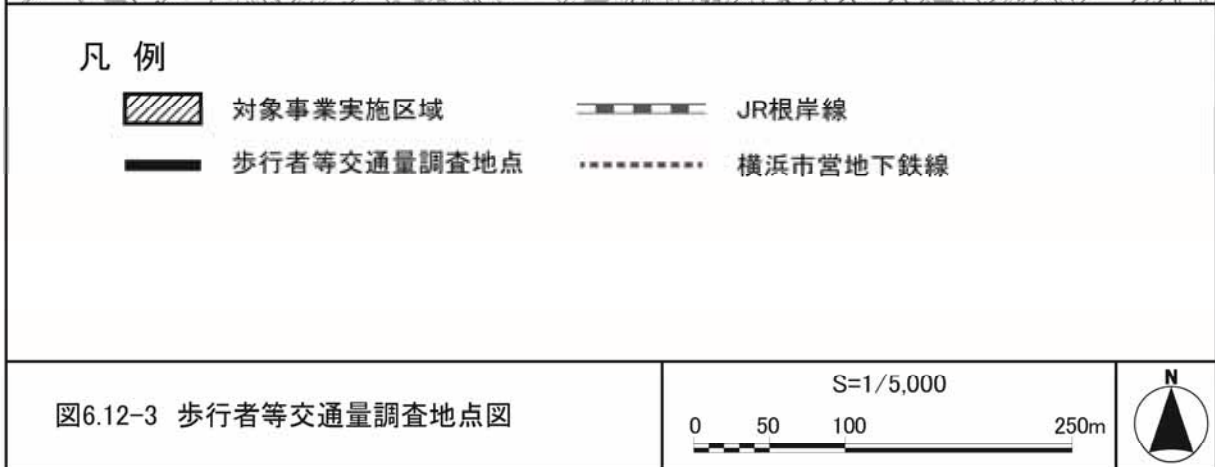 凡 例
対象事業実施区域
JR根岸線
歩行者等交通量調査地点
横浜市営地下鉄線
図6.12-3 歩行者等交通量調査地点図
S=1/5,000
0 50 100 250m
N